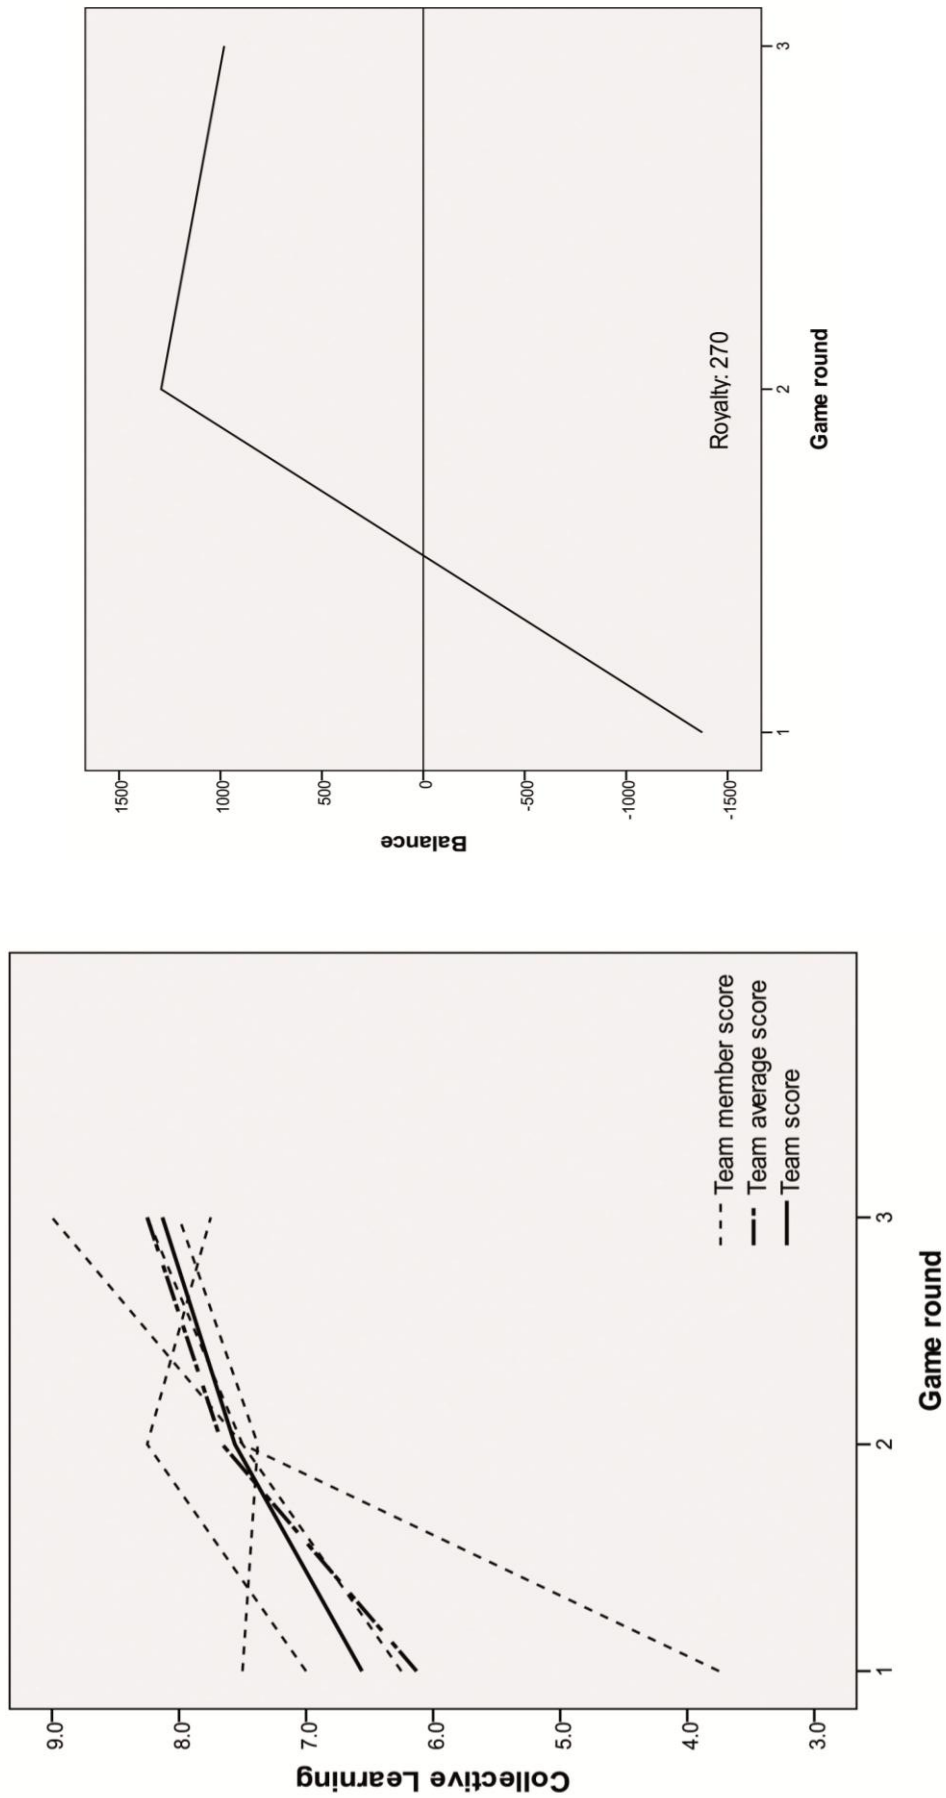 Collective Learning
9.0
8.0
7.0
6.0
5.0
4.0
3.0
1
2
3
Game round
Team member score
Team average score
Team score
Balance
1500
1000
500
0
-500
-1000
-1500
1
2
3
Game round
Royalty: 270